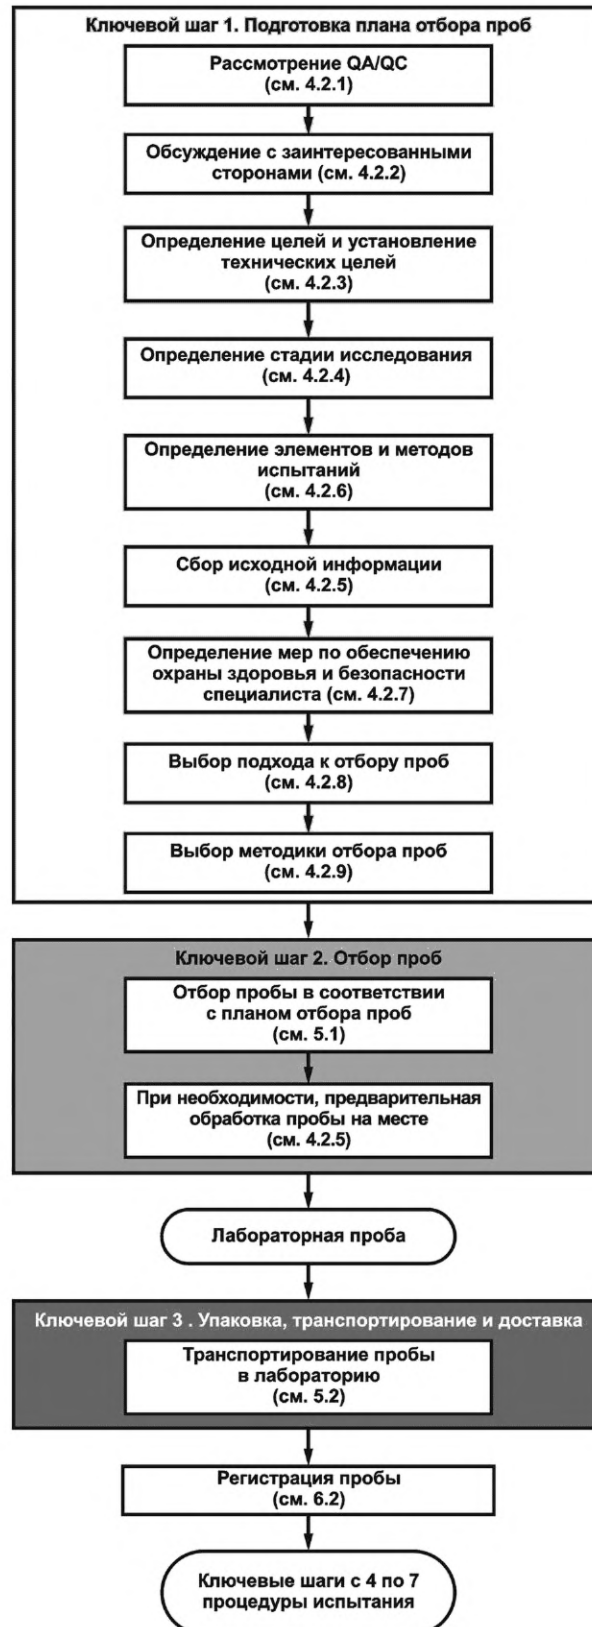 Ключевой шаг 1. Подготовка плана отбора проб
Рассмотрение QA/QC
(см. 4.2.1)
Обсуждение с заинтересованными
сторонами (см. 4.2.2)
Определение целей и установление
технических целей
(см. 4.2.3)
Определение стадии исследования
(см. 4.2.4)
Определение элементов и методов
испытаний
(см. 4.2.6)
Сбор исходной информации
(см. 4.2.5)
Определение мер по обеспечению
охраны здоровья и безопасности
специалиста (см. 4.2.7)
Выбор подхода к отбору проб
(см. 4.2.8)
Выбор методики отбора проб
(см. 4.2.9)
Ключевой шаг 2. Отбор проб
Отбор пробы в соответствии
с планом отбора проб
(см. 5.1)
При необходимости, предварительная
обработка пробы на месте
(см. 4.2.5)
Лабораторная проба
Ключевой шаг 3 . Упаковка, транспортирование и доставка
Транспортирование пробы
в лабораторию
(см. 5.2)
Регистрация пробы
(см. 6.2)
Ключевые шаги с 4 по 7
процедуры испытания